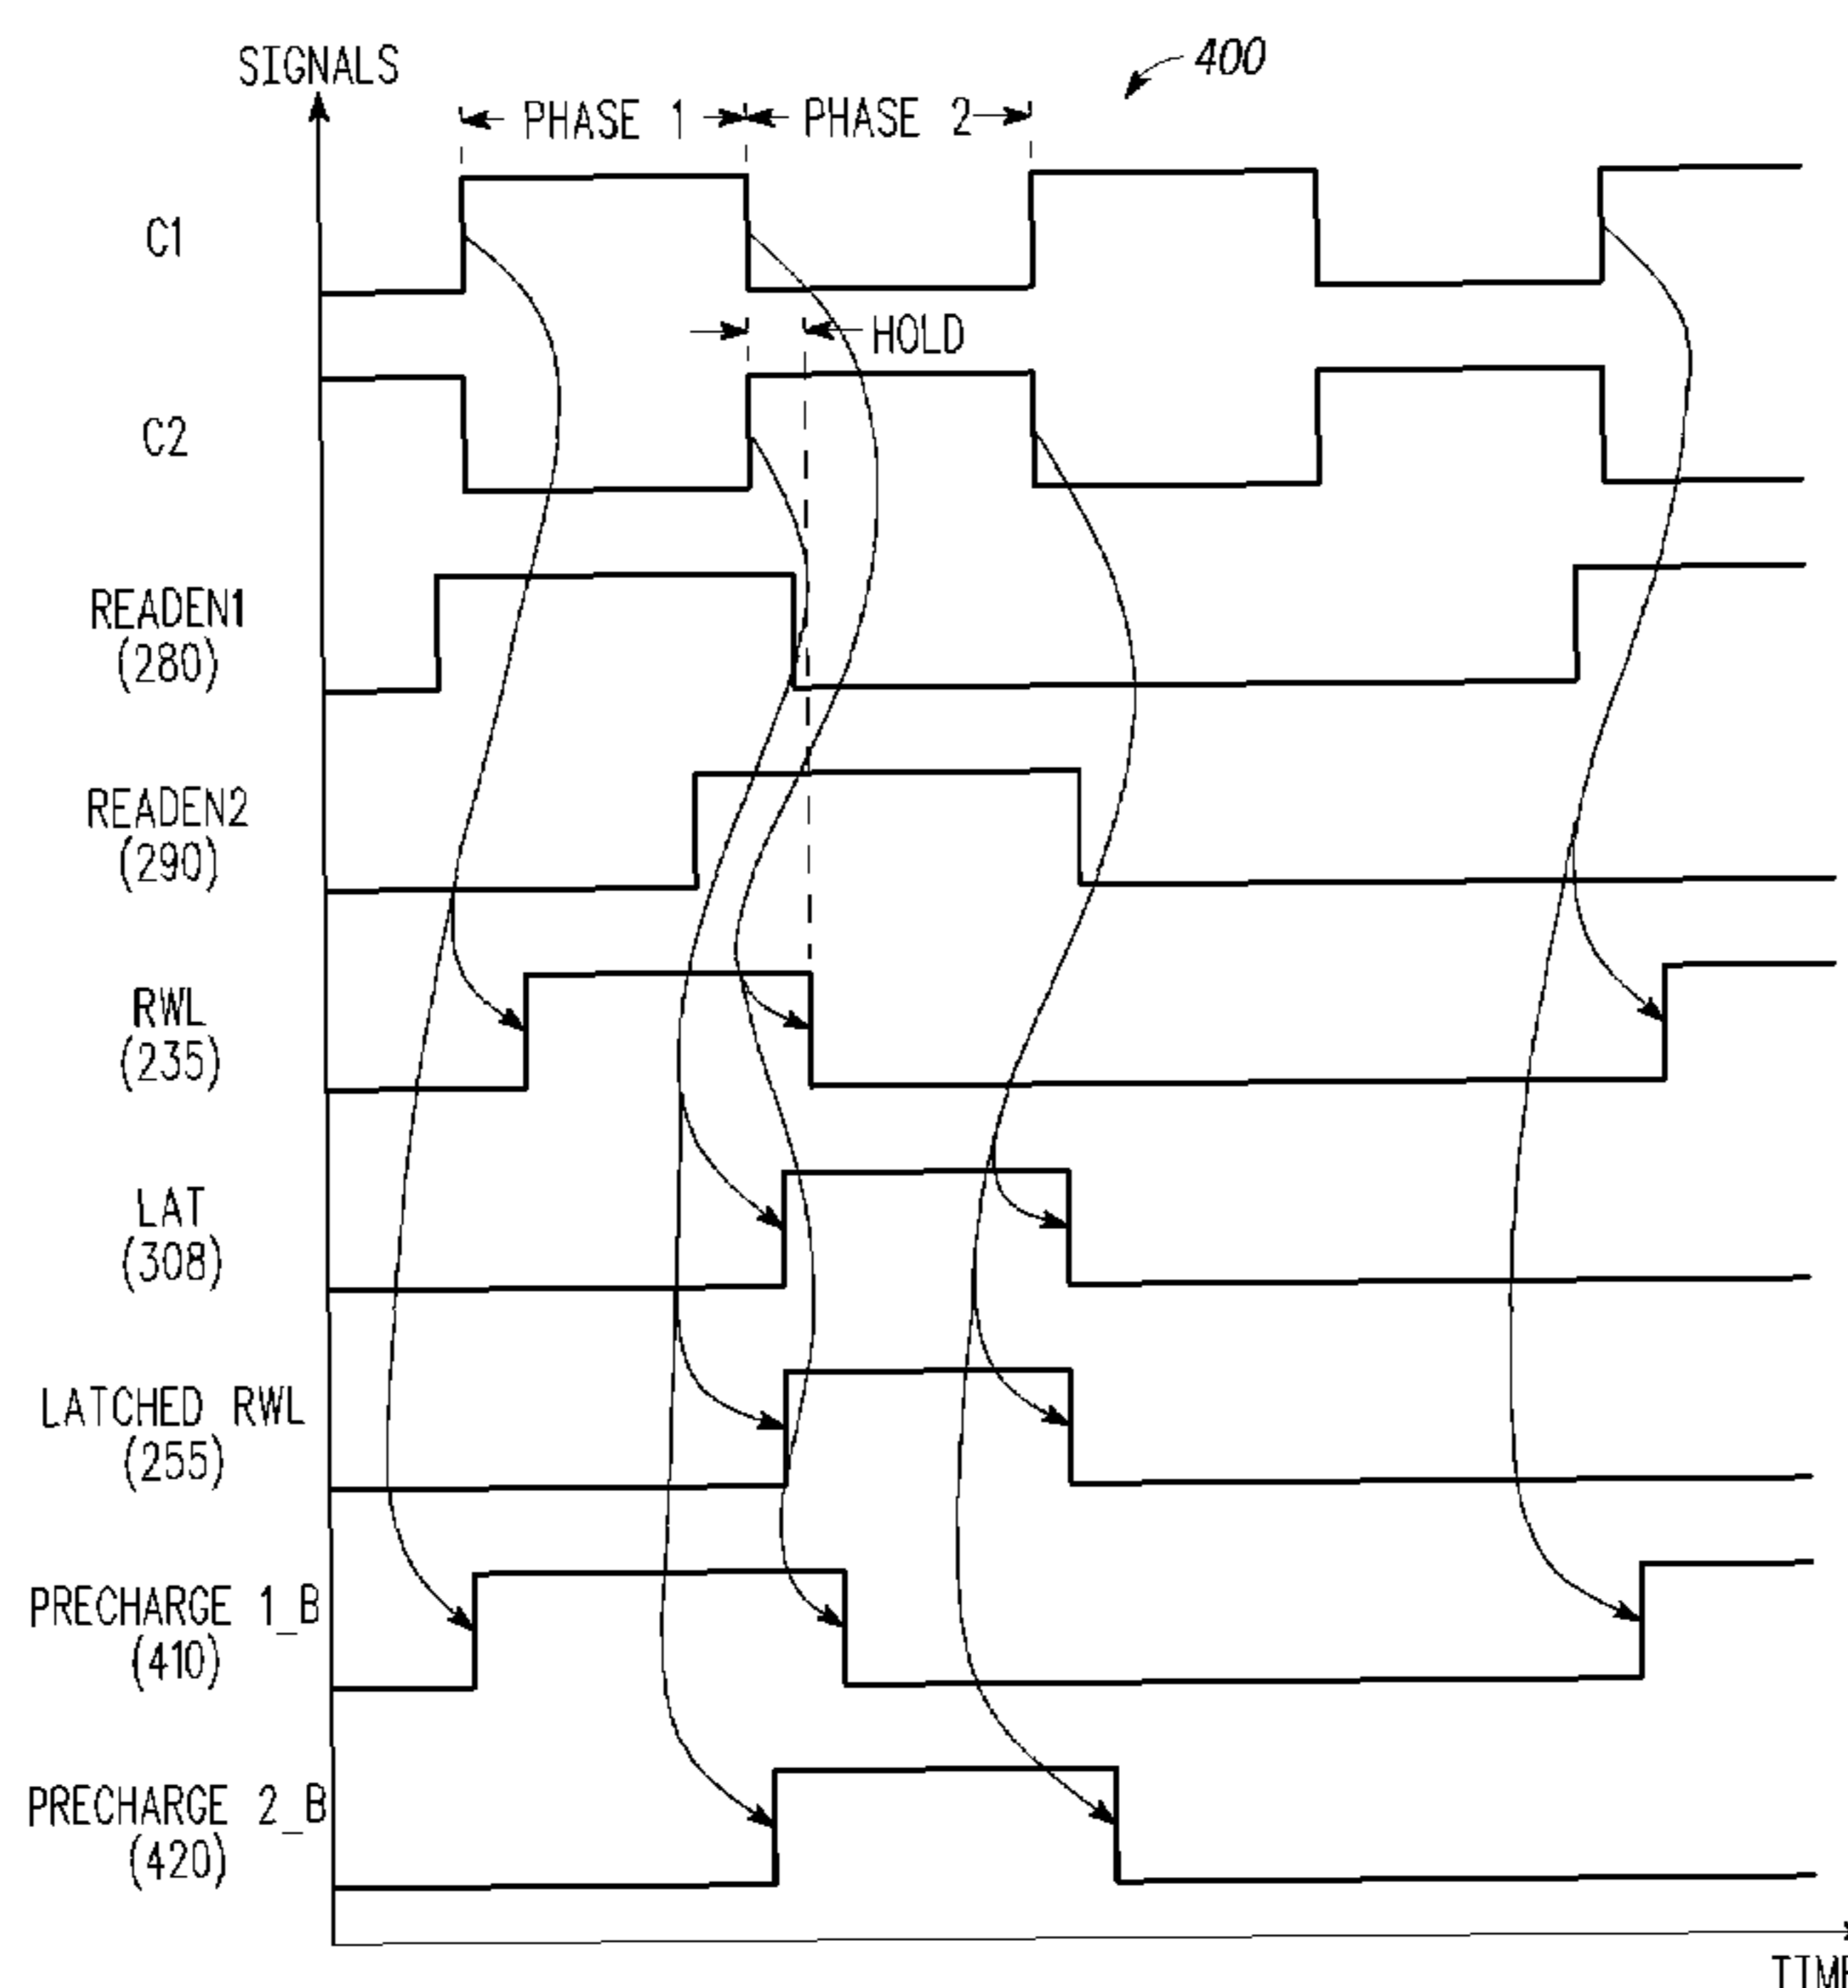 SIGNALS
400
PHASE 1
PHASE 2
C1
HOLD
C2
READEN1
(280)
READEN2
(290)
RWL
(235)
LAT
(308)
LATCHED RWL
(255)
PRECHARGE 1_B
(410)
PRECHARGE 2_B
(420)
TIME